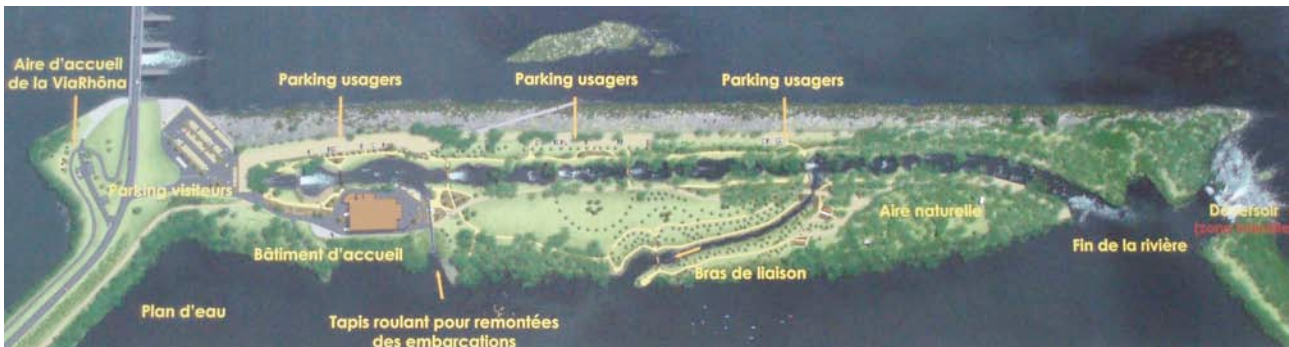 Aire d'accueil
de la ViaRhôna
Parking usagers
Parking usagers
Parking usagers
Parking visiteurs
Bâtiment d'accueil
Aire naturelle
Déversoir
(zone
Fin de la rivière
Bras de liaison
Plan d'eau
Tapis roulant pour remontées
des embarcations